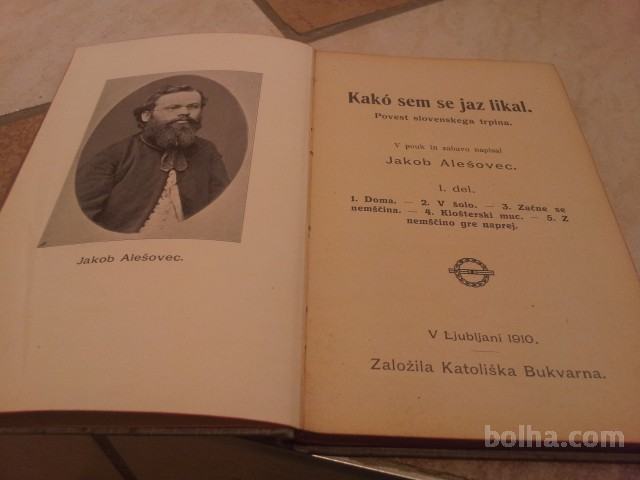 Jakob Alešovec.
Kakó sem se jaz likal.
Povest slovenskega trpina.
V pouk in zabavo napisal
Jakob Alešovec.
I. del.
1. Doma. — 2. V šolo. — 3. Začne se
nemščina. — 4. Klošterski muc. — 5. Z
nemščino gre naprej.
V Ljubljani 1910.
Založila Katoliška Bukvarna.
bolha.com